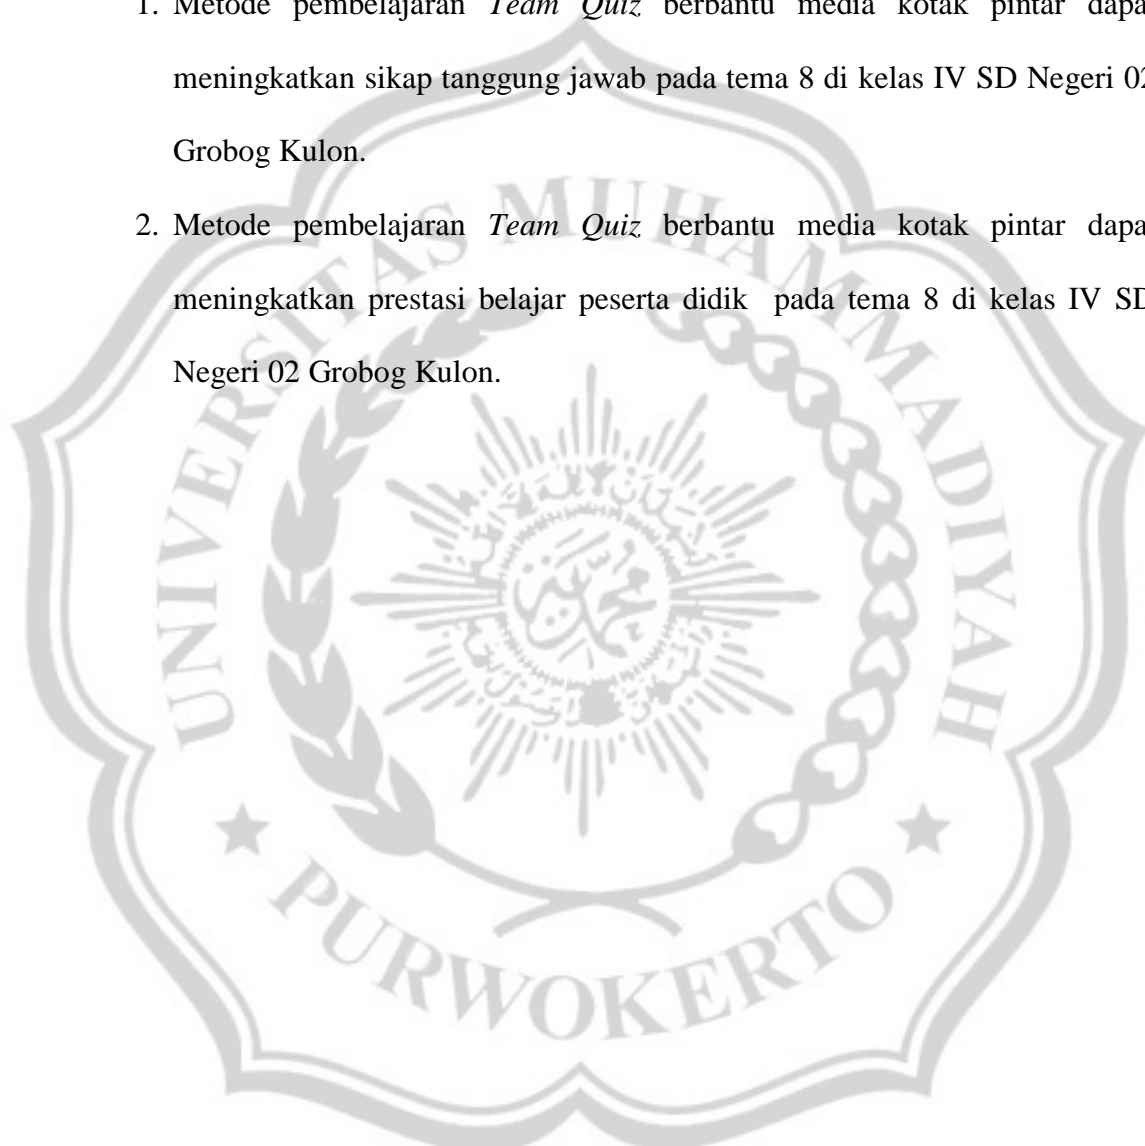 1. Metode pembelajaran Team Quiz berbantu media kotak pintar dapa
meningkatkan sikap tanggung jawab pada tema 8 di kelas IV SD Negeri 02
Grobog Kulon.
2. Metode pembelajaran Team Quiz berbantu media kotak pintar dapa
meningkatkan prestasi belajar peserta didik pada tema 8 di kelas IV SD
Negeri 02 Grobog Kulon.
UNIVERSITAS MUHAMMADIYAH
PURWOKERTO